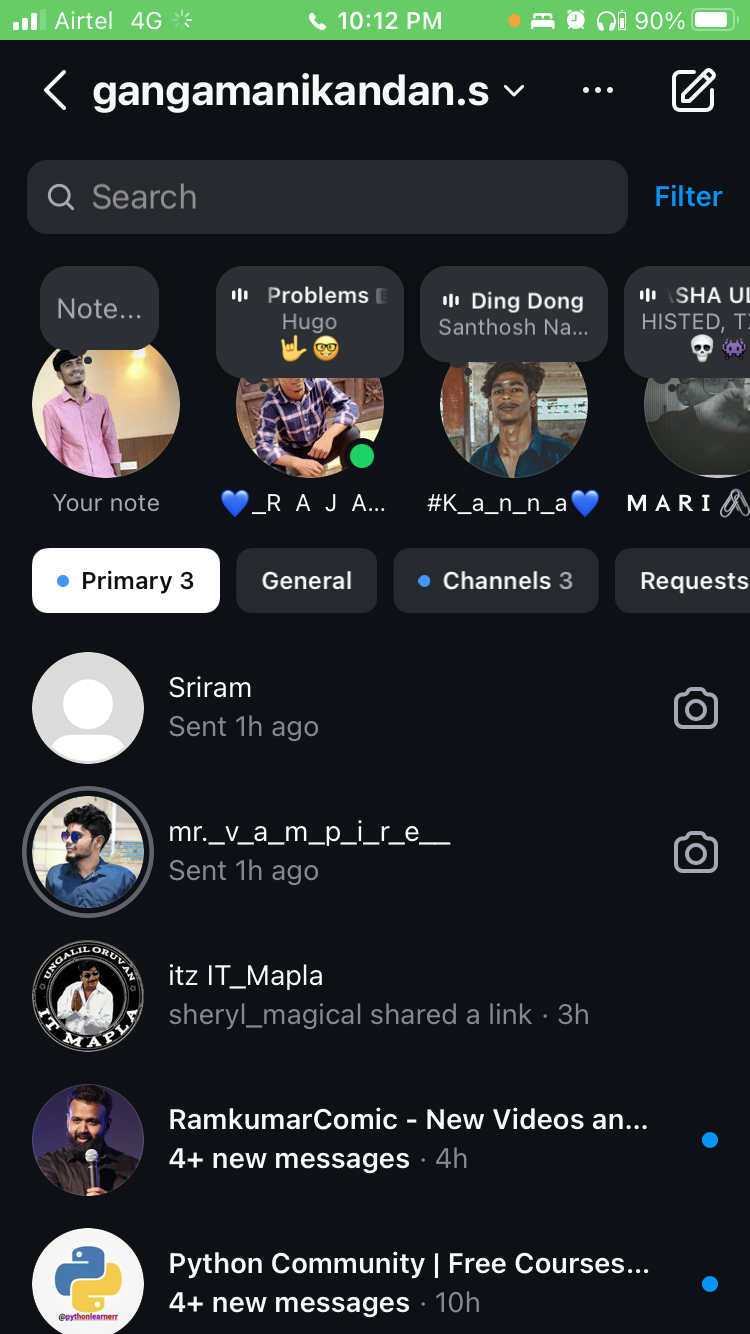 Airtel 4G 10:12 PM 90%
gangamanikandan.s
Search
Filter
Note...
Problems
Hugo
🤟🤓
Ding Dong
Santhosh Na...
SHA UL
HISTED, TX
💀👾
Your note
💙_R A J A...
#K_a_n_n_a💙
M A R I
Primary 3
General
Channels 3
Requests
Sriram
Sent 1h ago
mr._v_a_m_p_i_r_e__
Sent 1h ago
UNGALIL ORUVAN
IT MAPLA
itz IT_Mapla
sheryl_magical shared a link · 3h
RamkumarComic - New Videos an...
4+ new messages · 4h
@pythonlearnerr
Python Community | Free Courses...
4+ new messages · 10h